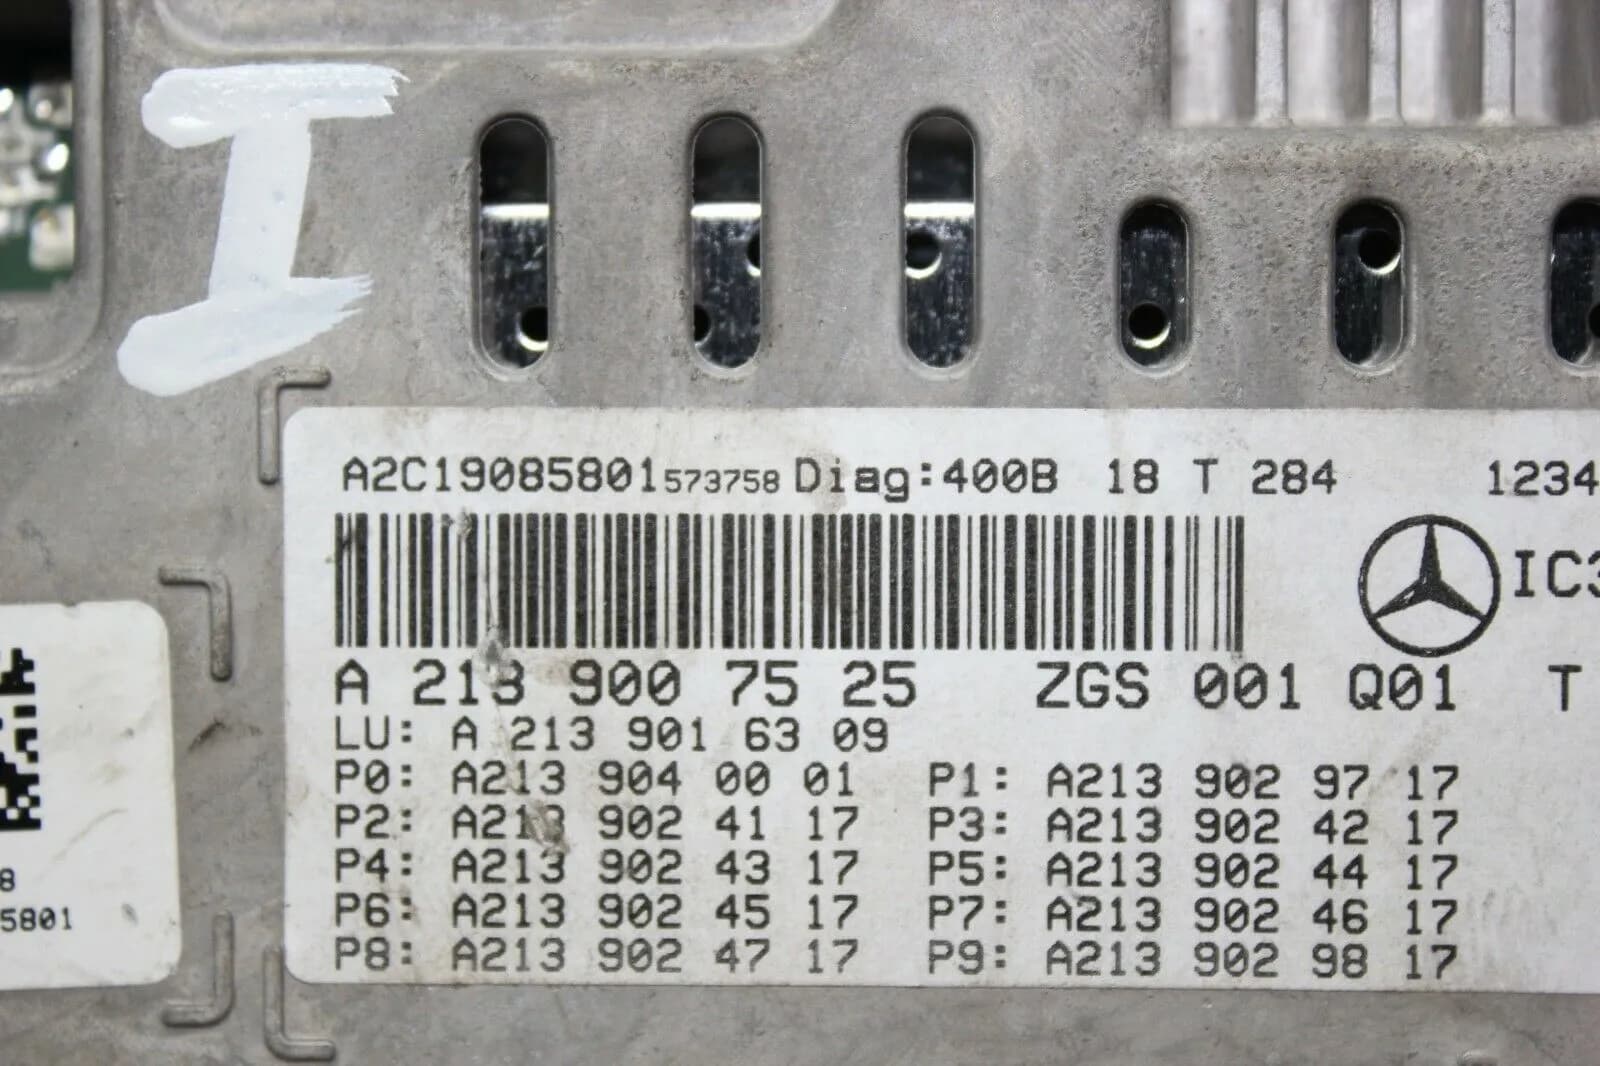 I
A2C19085801573758 Diag:400B 18 T 284 1234
IC3
A 213 900 75 25 ZGS 001 Q01 T
LU: A 213 901 63 09
P0: A213 904 00 01 P1: A213 902 97 17
P2: A213 902 41 17 P3: A213 902 42 17
P4: A213 902 43 17 P5: A213 902 44 17
P6: A213 902 45 17 P7: A213 902 46 17
P8: A213 902 47 17 P9: A213 902 98 17
8
5801